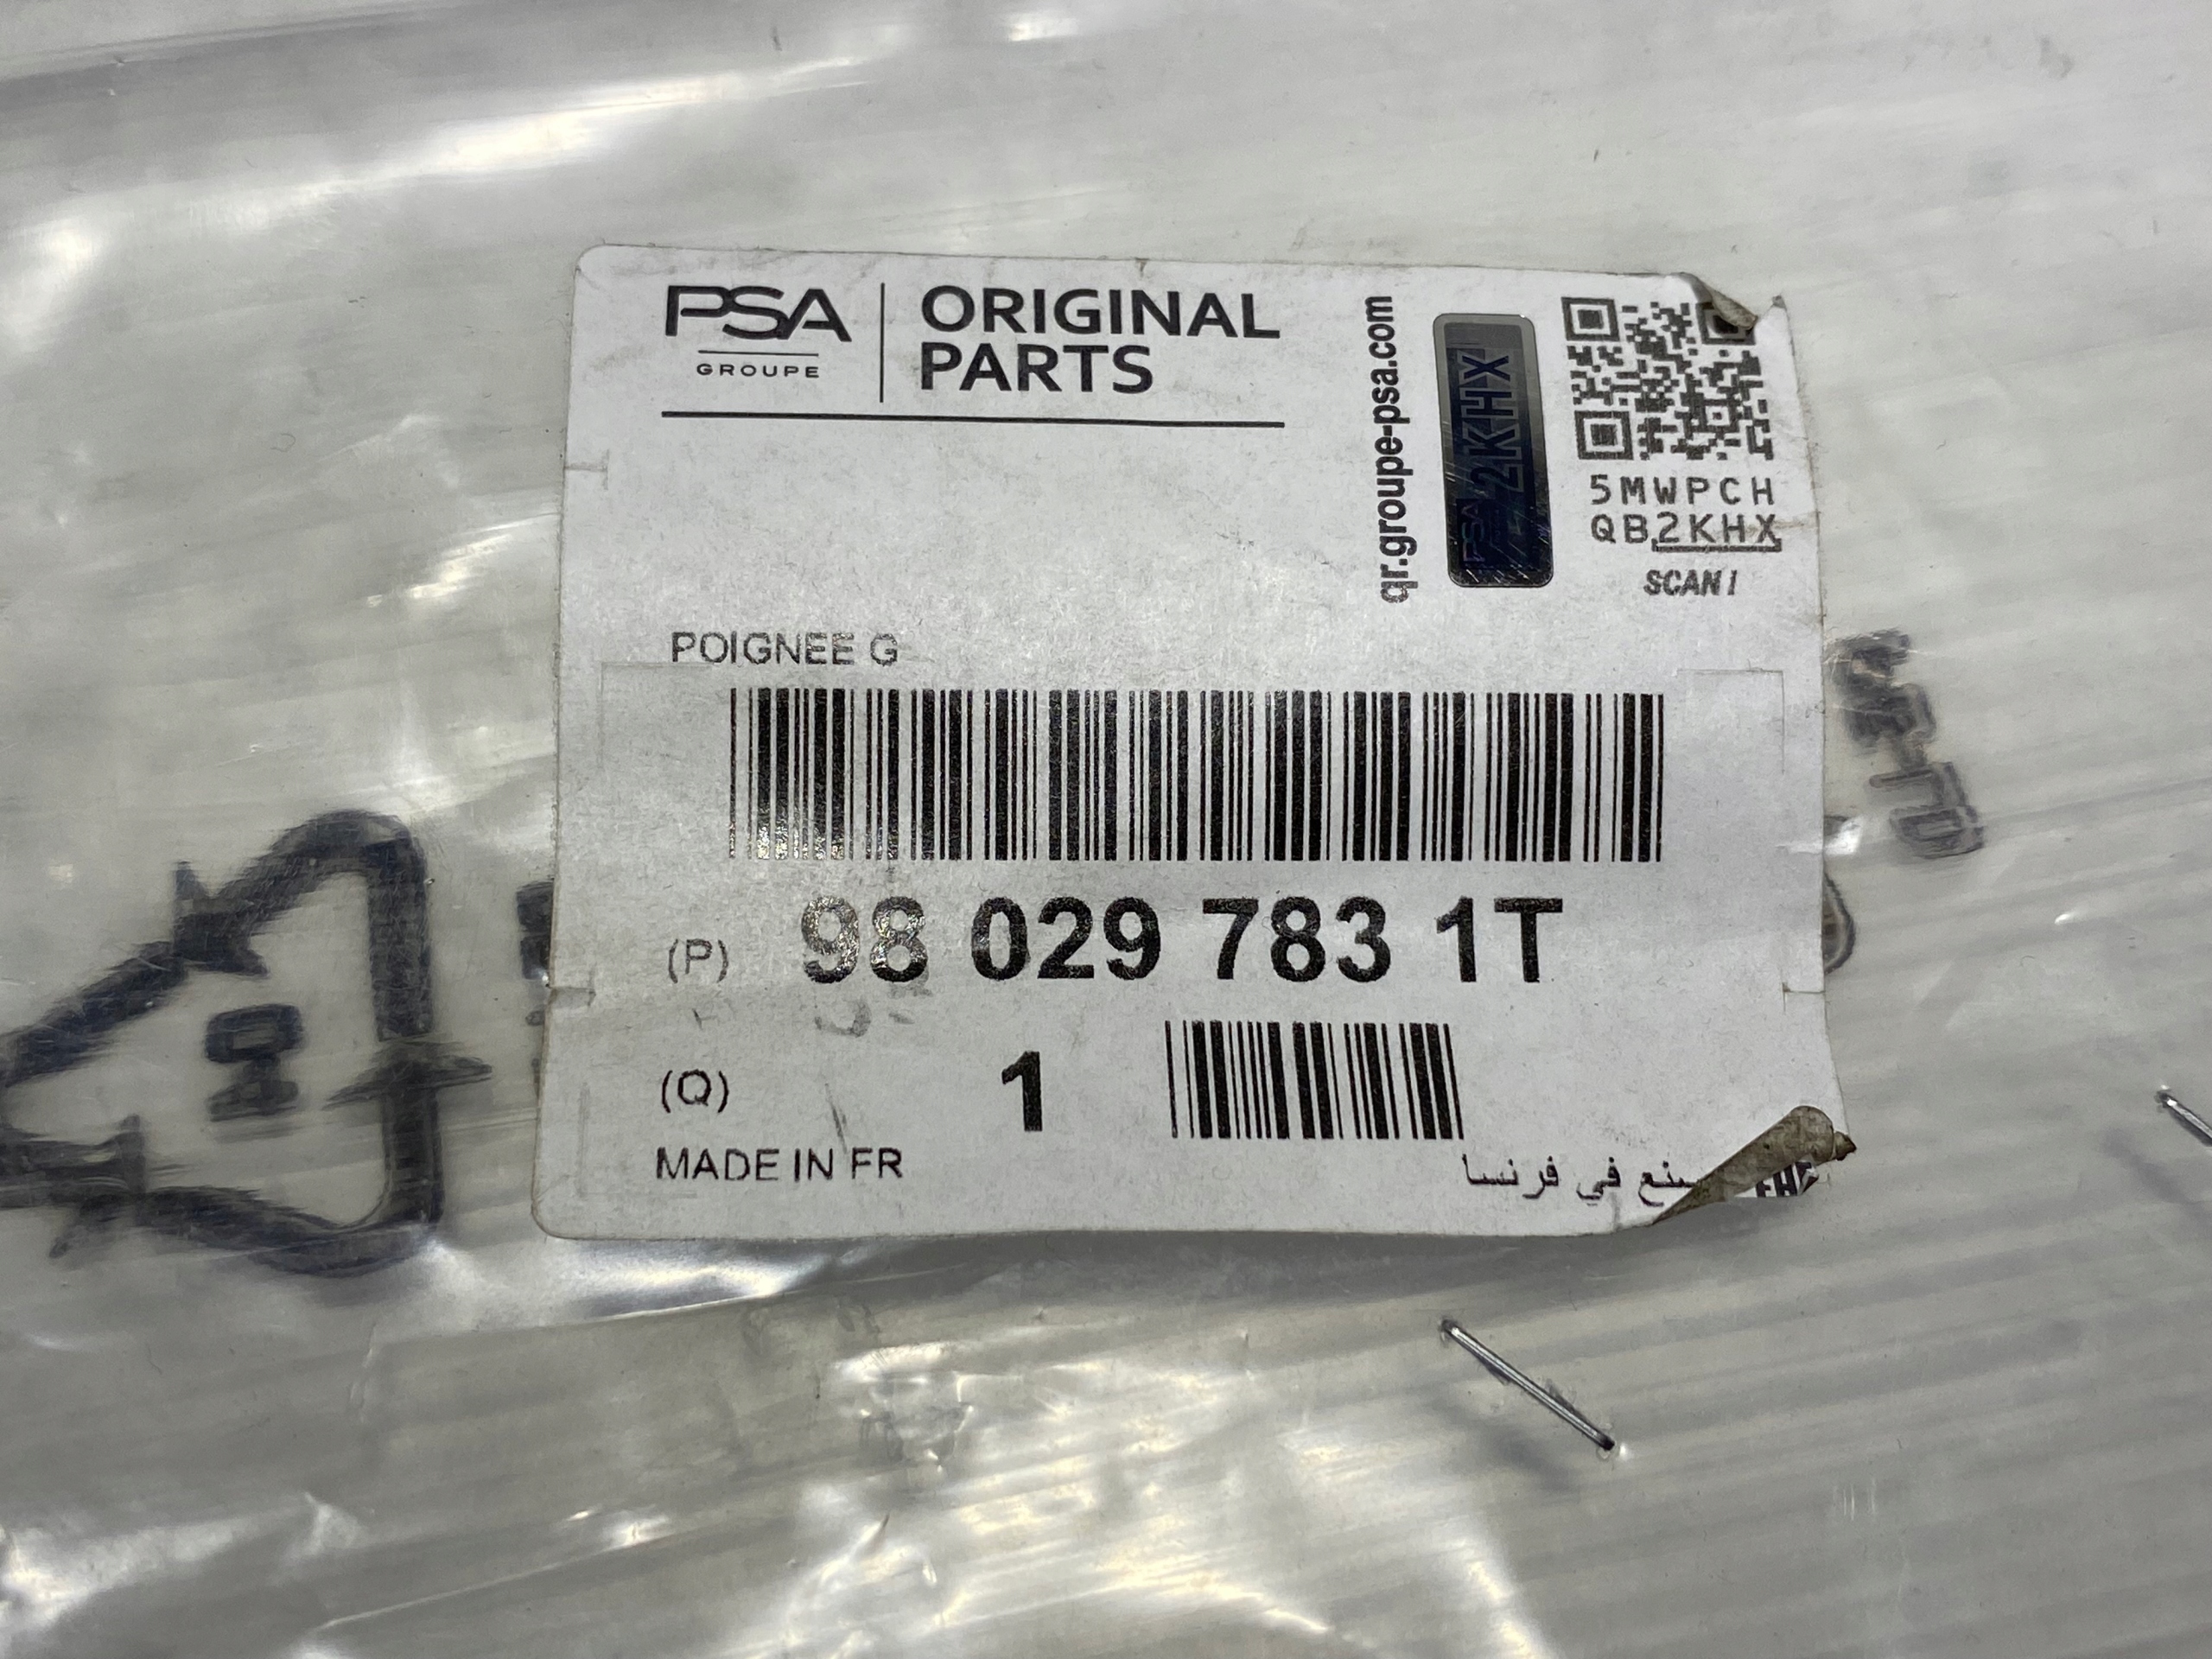 PSA
GROUPE
ORIGINAL
PARTS
qr.groupe-psa.com
PSA 2KHX
5MWPCH
QB2KHX
SCAN!
POIGNEE G
(P) 98 029 783 1T
(Q) 1
MADE IN FR
في فرنسا